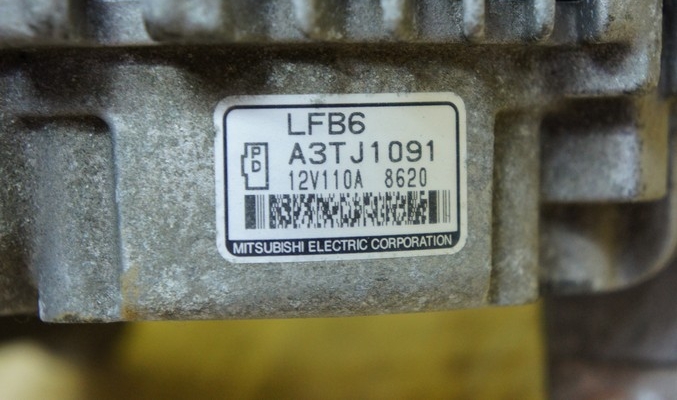 LFB6
P
D
A3TJ1091
12V110A 8620
MITSUBISHI ELECTRIC CORPORATION